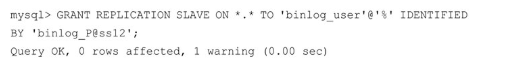 mysql> GRANT REPLICATION SLAVE ON *.* TO 'binlog_user'@'%' IDENTIFIED
BY 'binlog_P@ss12';
Query OK, 0 rows affected, 1 warning (0.00 sec)